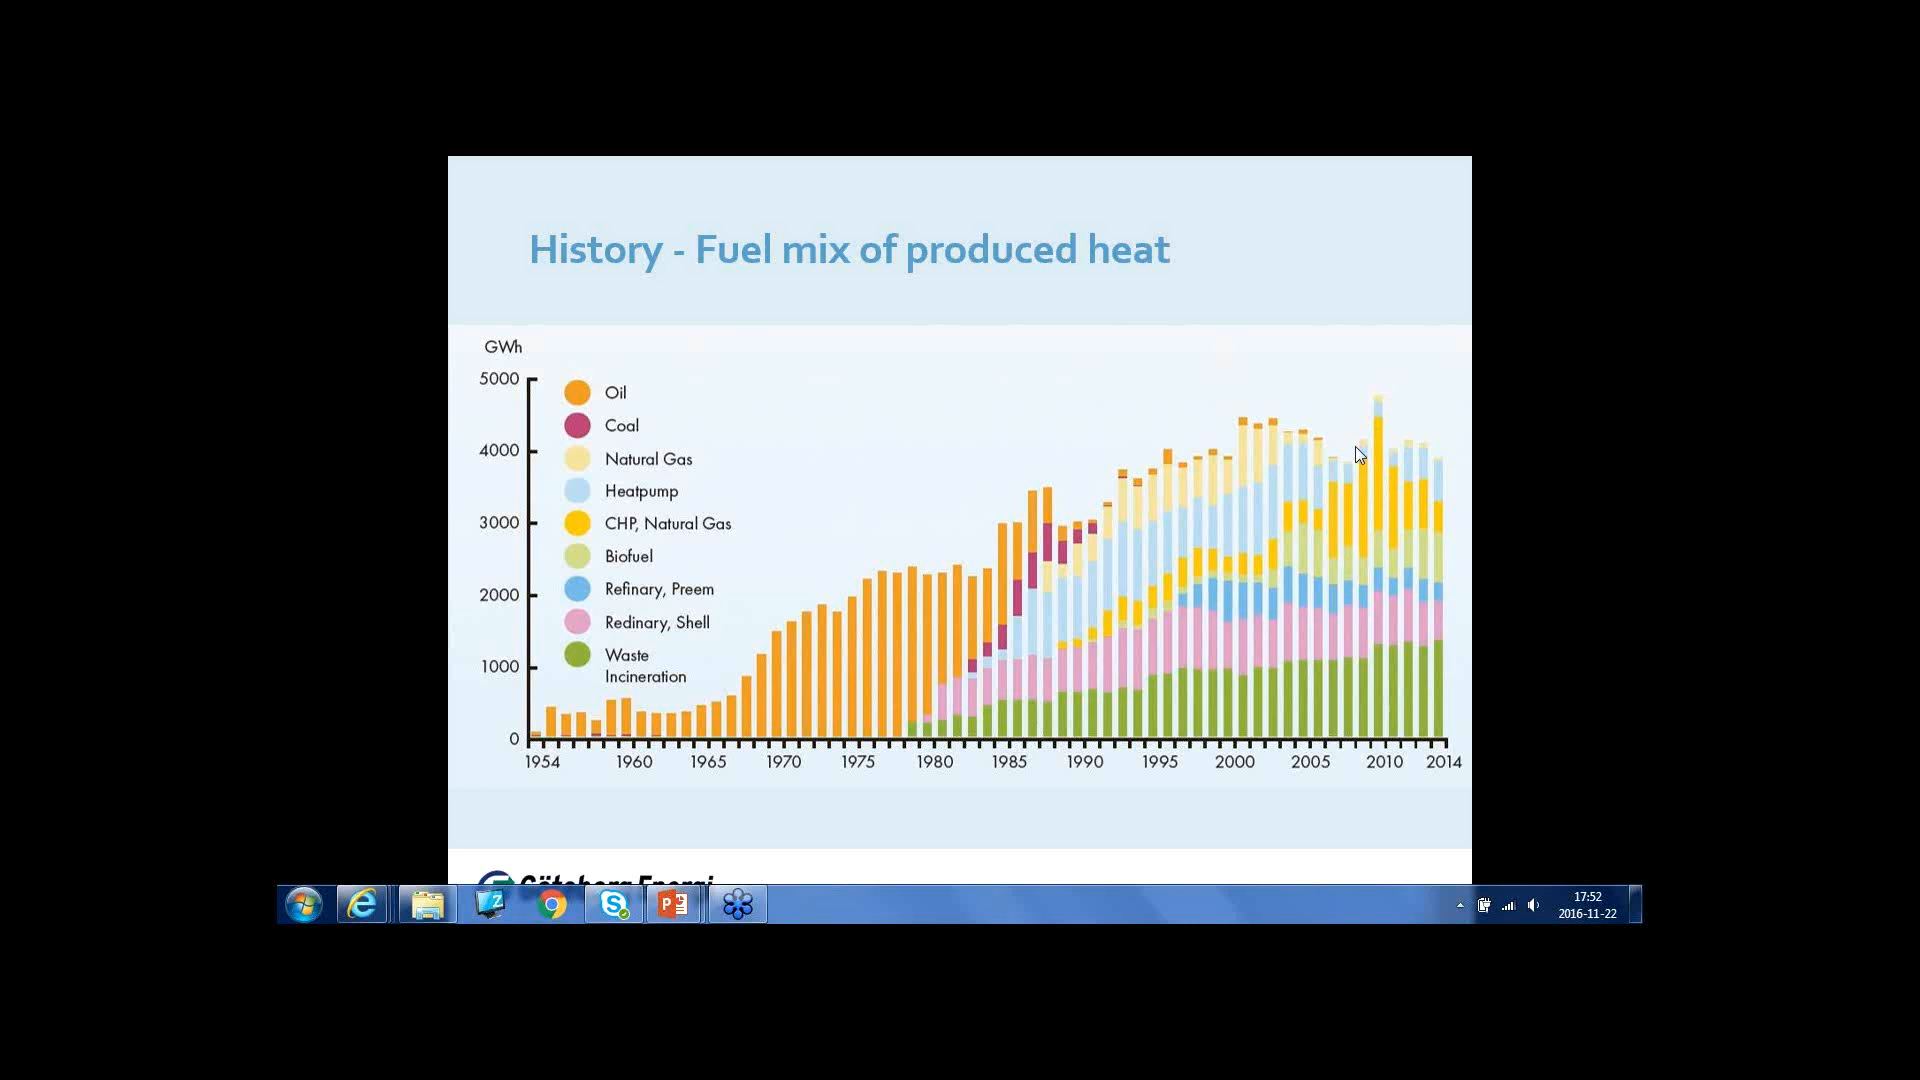 History - Fuel mix of produced heat
GWh
5000
4000
3000
2000
1000
0
Oil
Coal
Natural Gas
Heatpump
CHP, Natural Gas
Biofuel
Refinary, Preem
Redinary, Shell
Waste
Incineration
1954 1960 1965 1970 1975 1980 1985 1990 1995 2000 2005 2010 2014
Göteborg Energi
17:52
2016-11-22